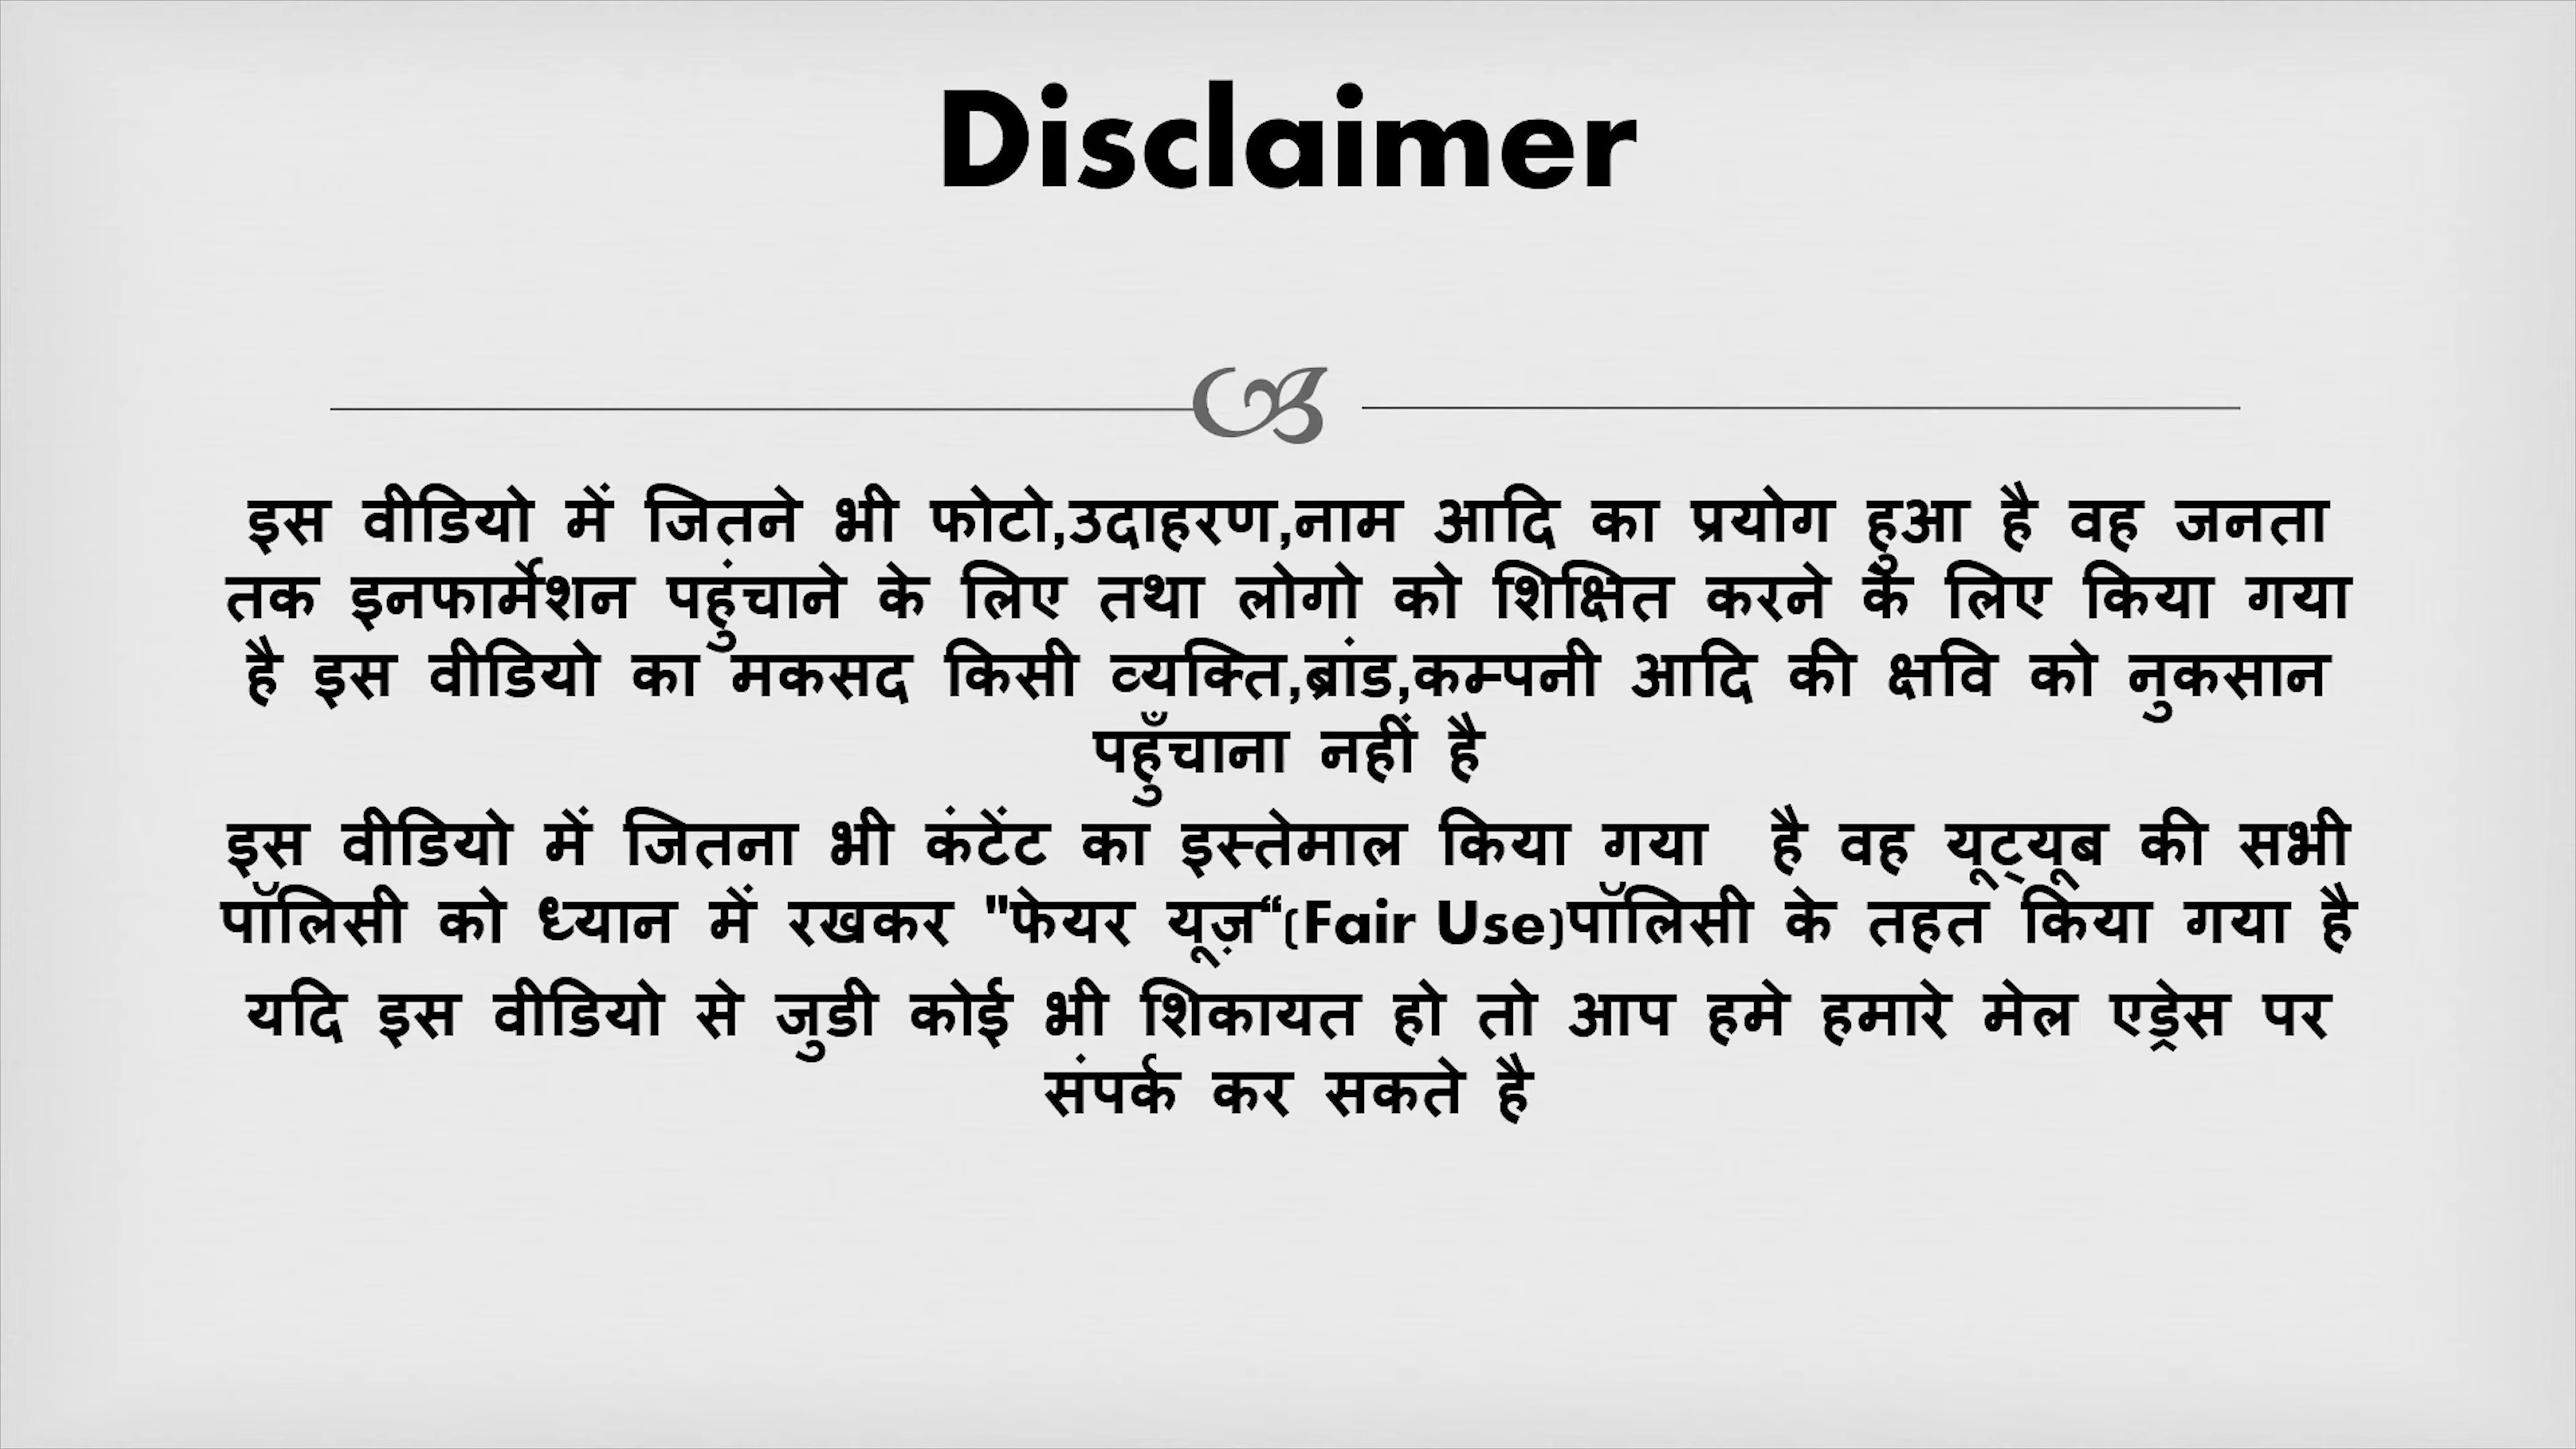 Disclaimer
इस वीडियो में जितने भी फोटो,उदाहरण,नाम आदि का प्रयोग हुआ है वह जनता
तक इनफार्मेशन पहुंचाने के लिए तथा लोगो को शिक्षित करने के लिए किया गया
है इस वीडियो का मकसद किसी व्यक्ति,ब्रांड,कम्पनी आदि की क्षवि को नुकसान
पहुँचाना नहीं है
इस वीडियो में जितना भी कंटेंट का इस्तेमाल किया गया  है वह यूट्यूब की सभी
पॉलिसी को ध्यान में रखकर "फेयर यूज़“(Fair Use)पॉलिसी के तहत किया गया है
यदि इस वीडियो से जुडी कोई भी शिकायत हो तो आप हमे हमारे मेल एड्रेस पर
संपर्क कर सकते है